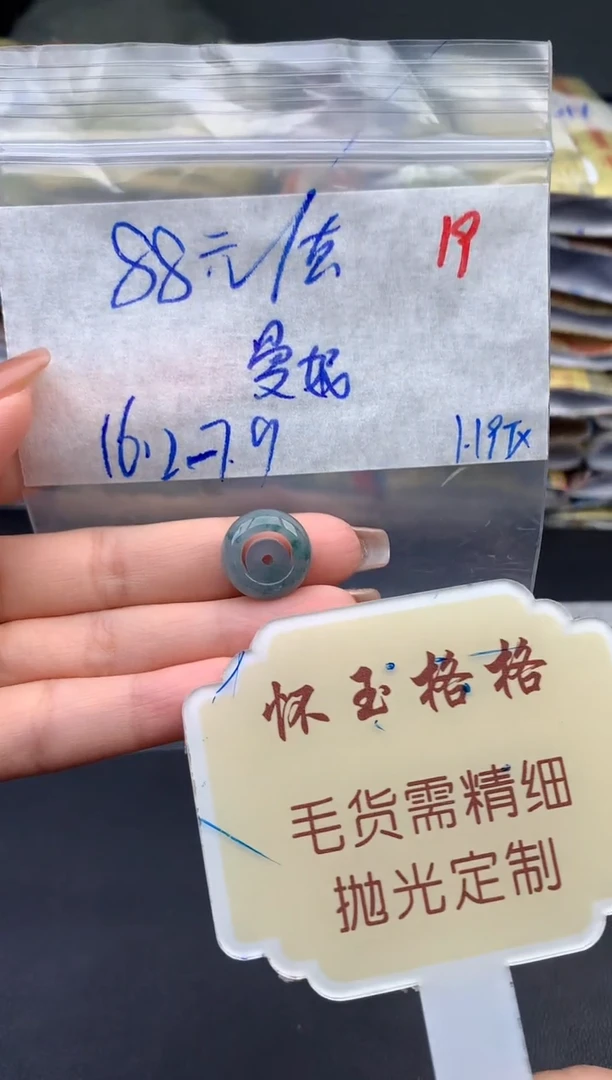 88元/
19
曼妮
16.2-7.9
1.19Tx
怀玉格格
毛货需精细
抛光定制